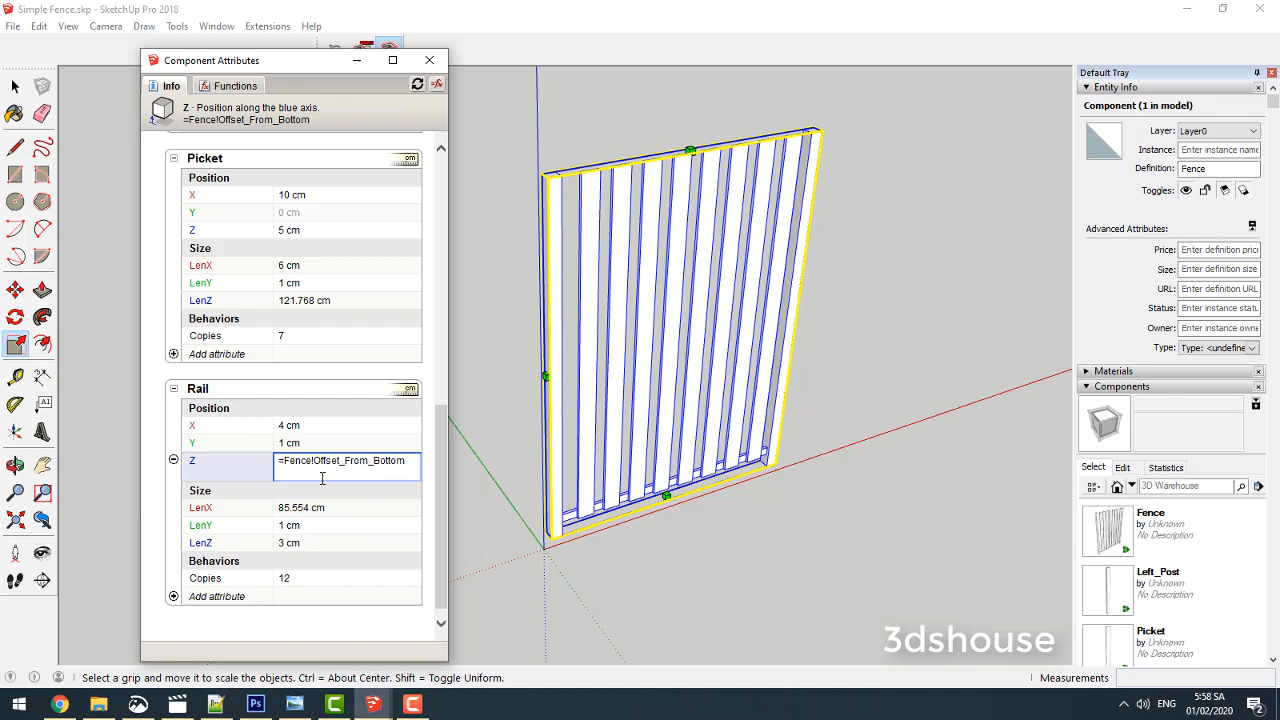 Simple Fence.skp - SketchUp Pro 2018
File Edit View Camera Draw Tools Window Extensions Help
Component Attributes
Info
Functions
Z - Position along the blue axis.
=Fence!Offset_From_Bottom
Picket
cm
Position
X 10 cm
Y 0 cm
Z 5 cm
Size
LenX 6 cm
LenY 1 cm
LenZ 121.768 cm
Behaviors
Copies 7
Add attribute
Rail
cm
Position
X 4 cm
Y 1 cm
Z =Fence!Offset_From_Bottom
Size
LenX 85.554 cm
LenY 1 cm
LenZ 3 cm
Behaviors
Copies 12
Add attribute
Default Tray
Entity Info
Component (1 in model)
Layer: Layer0
Instance: Enter instance name
Definition: Fence
Toggles:
Advanced Attributes:
Price: Enter definition pric
Size: Enter definition size
URL: Enter definition URL
Status: Enter instance statu
Owner: Enter instance owne
Type: Type: <undefine
Materials
Components
Select Edit Statistics
3D Warehouse
Fence
by Unknown
No Description
Left_Post
by Unknown
No Description
Picket
by Unknown
No Description
3dshouse
Select a grip and move it to scale the objects. Ctrl = About Center. Shift = Toggle Uniform.
Measurements
ENG
5:58 SA
01/02/2020
2